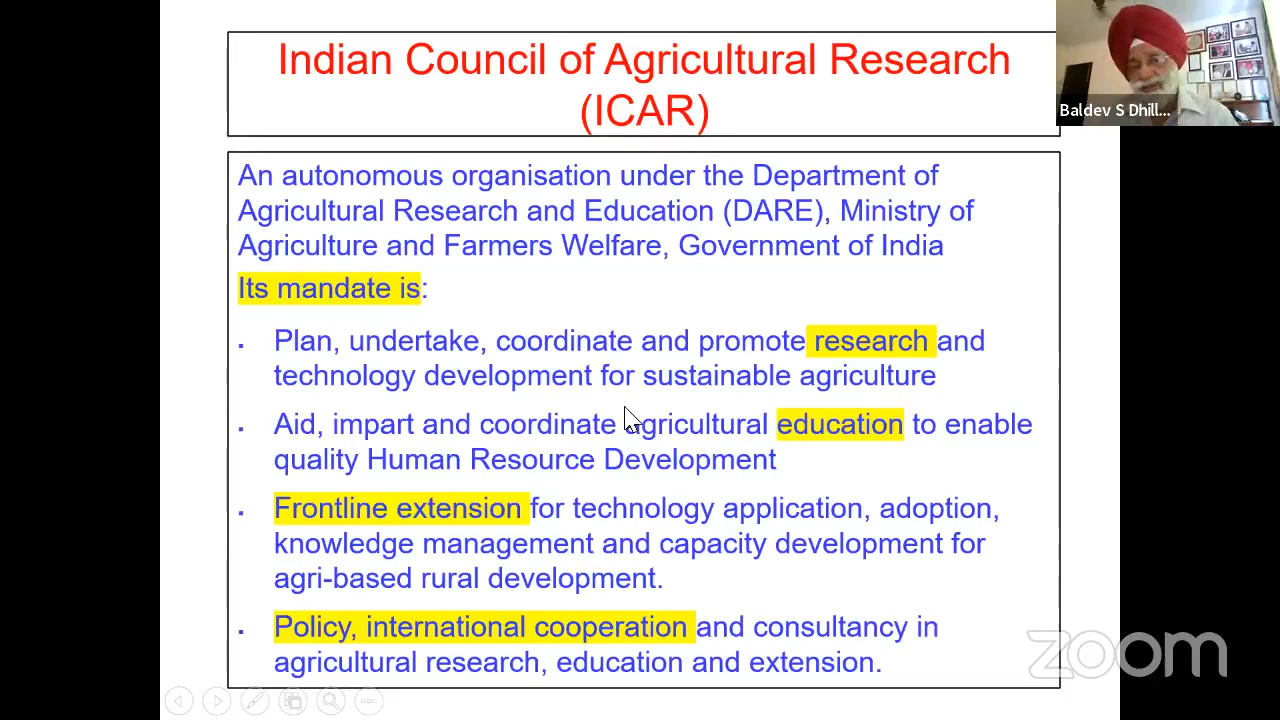 Indian Council of Agricultural Research
(ICAR)
Baldev S Dhill...
An autonomous organisation under the Department of
Agricultural Research and Education (DARE), Ministry of
Agriculture and Farmers Welfare, Government of India
Its mandate is:
▪ Plan, undertake, coordinate and promote research and
technology development for sustainable agriculture
▪ Aid, impart and coordinate agricultural education to enable
quality Human Resource Development
▪ Frontline extension for technology application, adoption,
knowledge management and capacity development for
agri-based rural development.
▪ Policy, international cooperation and consultancy in
agricultural research, education and extension.
zoom